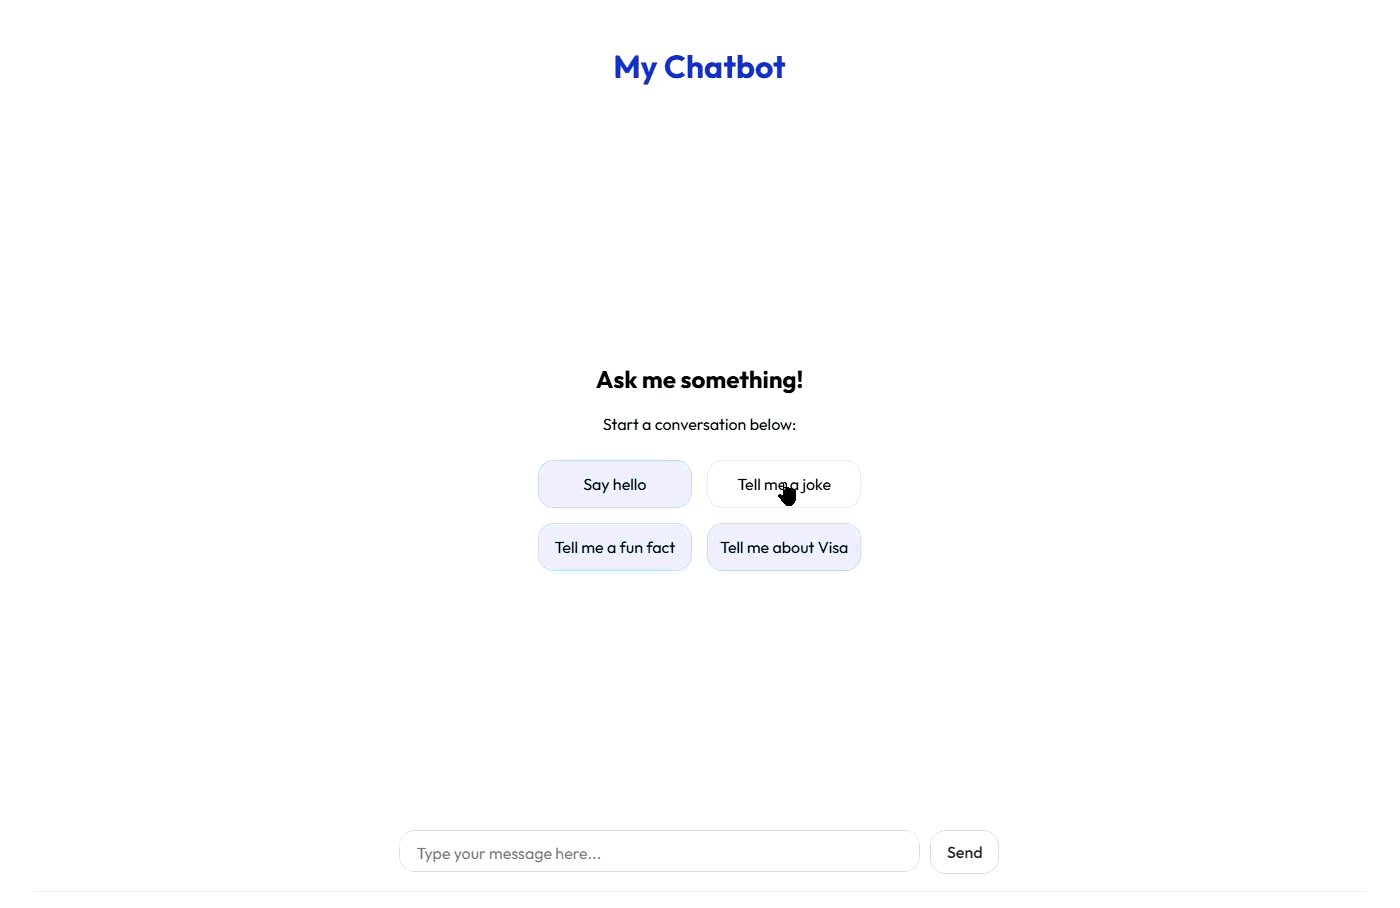 My Chatbot
Ask me something!
Start a conversation below:
Say hello
Tell me a joke
Tell me a fun fact
Tell me about Visa
Type your message here...
Send